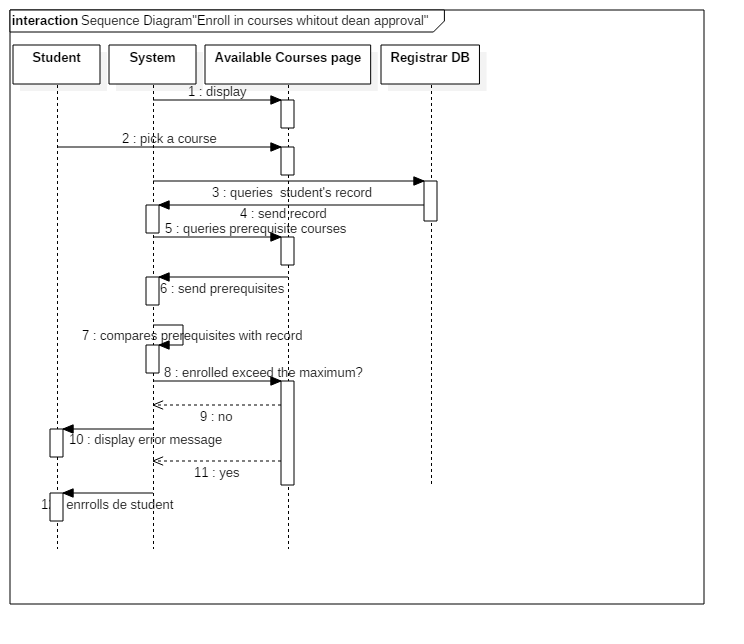 interaction Sequence Diagram"Enroll in courses whitout dean approval"
Student System Available Courses page Registrar DB
1 : display
2 : pick a course
3 : queries student's record
4 : send record
5 : queries prerequisite courses
6 : send prerequisites
7 : compares prerequisites with record
8 : enrolled exceed the maximum?
9 : no
10 : display error message
11 : yes
enrrolls de student